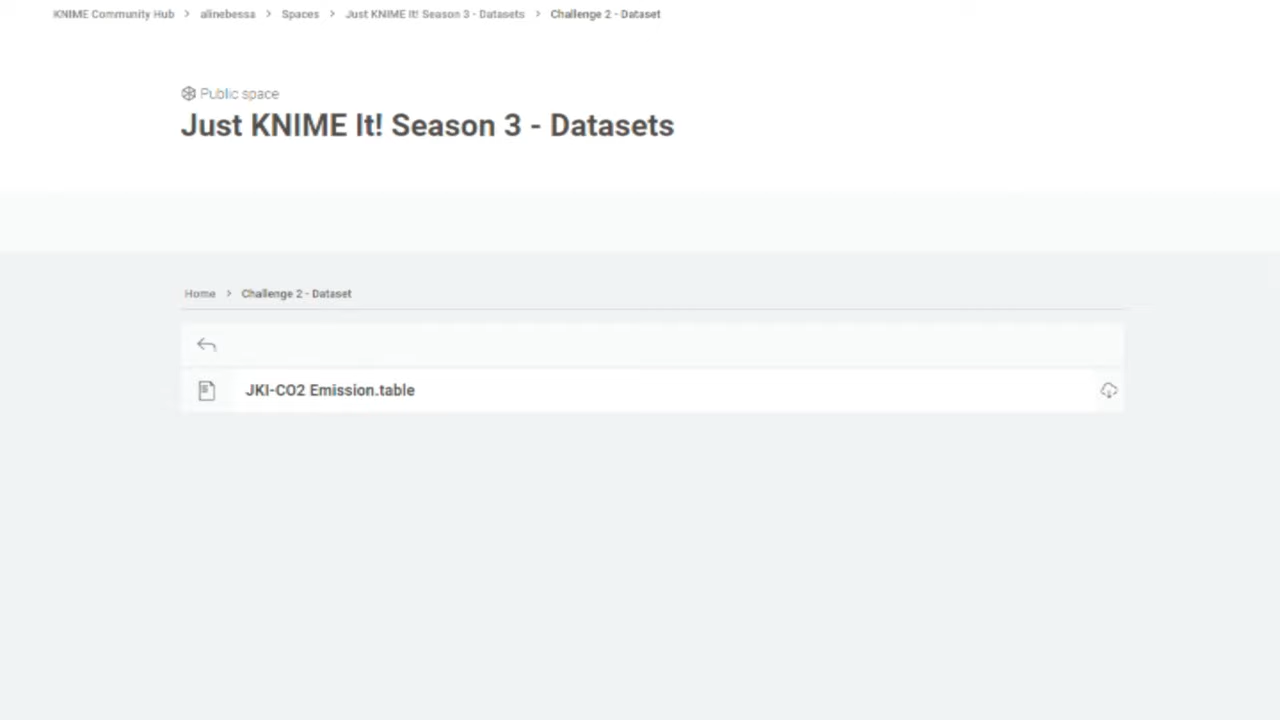 KNIME Community Hub > alinebessa > Spaces > Just KNIME It! Season 3 - Datasets > Challenge 2 - Dataset
Public space
Just KNIME It! Season 3 - Datasets
Home > Challenge 2 - Dataset
JKI-CO2 Emission.table